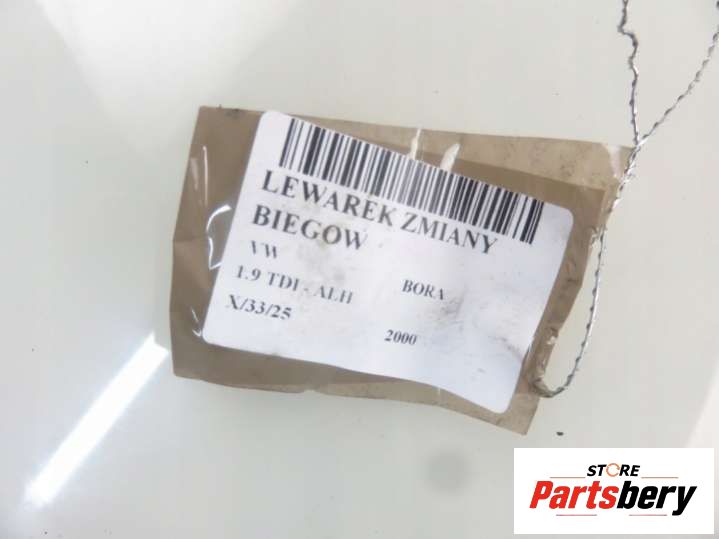 LEWAREK ZMIANY
BIEGOW
VW BORA
1.9 TDI - ALH
X/33/25 2000
STORE
Partsbery